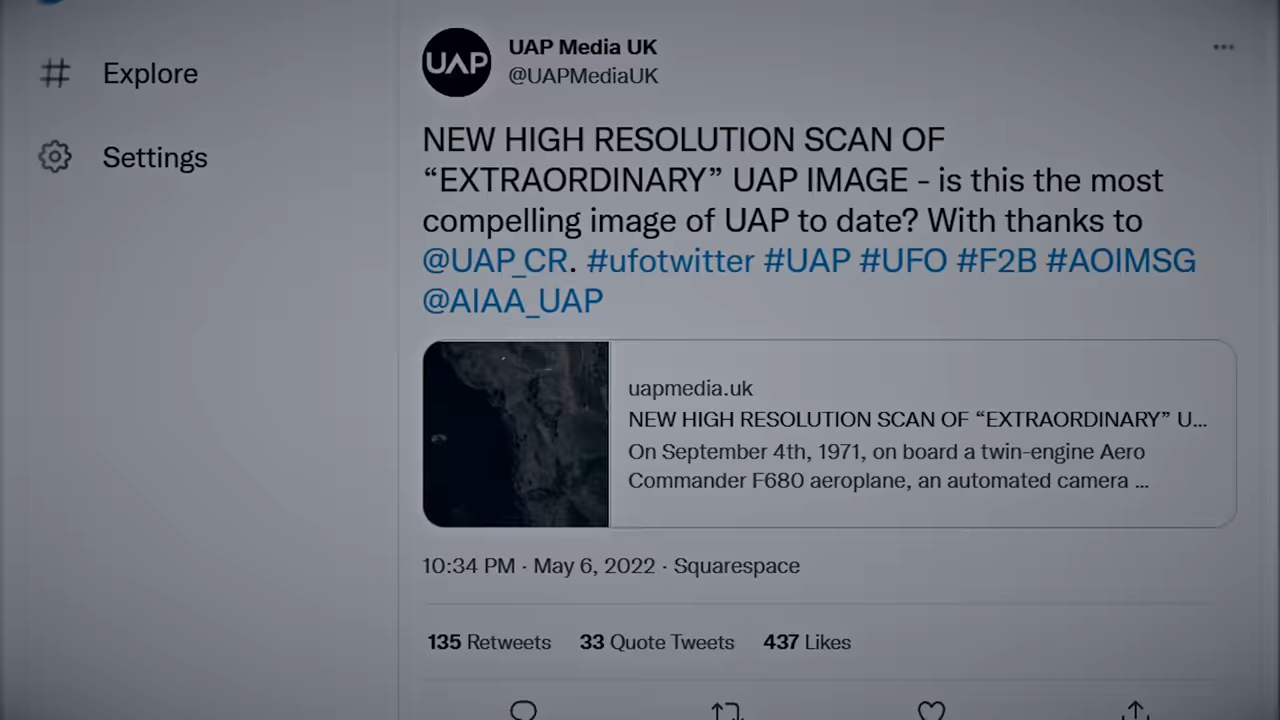 Explore
Settings
UAP
UAP Media UK
@UAPMediaUK
NEW HIGH RESOLUTION SCAN OF
“EXTRAORDINARY” UAP IMAGE - is this the most
compelling image of UAP to date? With thanks to
@UAP_CR. #ufotwitter #UAP #UFO #F2B #AOIMSG
@AIAA_UAP
uapmedia.uk
NEW HIGH RESOLUTION SCAN OF “EXTRAORDINARY” U...
On September 4th, 1971, on board a twin-engine Aero
Commander F680 aeroplane, an automated camera ...
10:34 PM · May 6, 2022 · Squarespace
135 Retweets 33 Quote Tweets 437 Likes